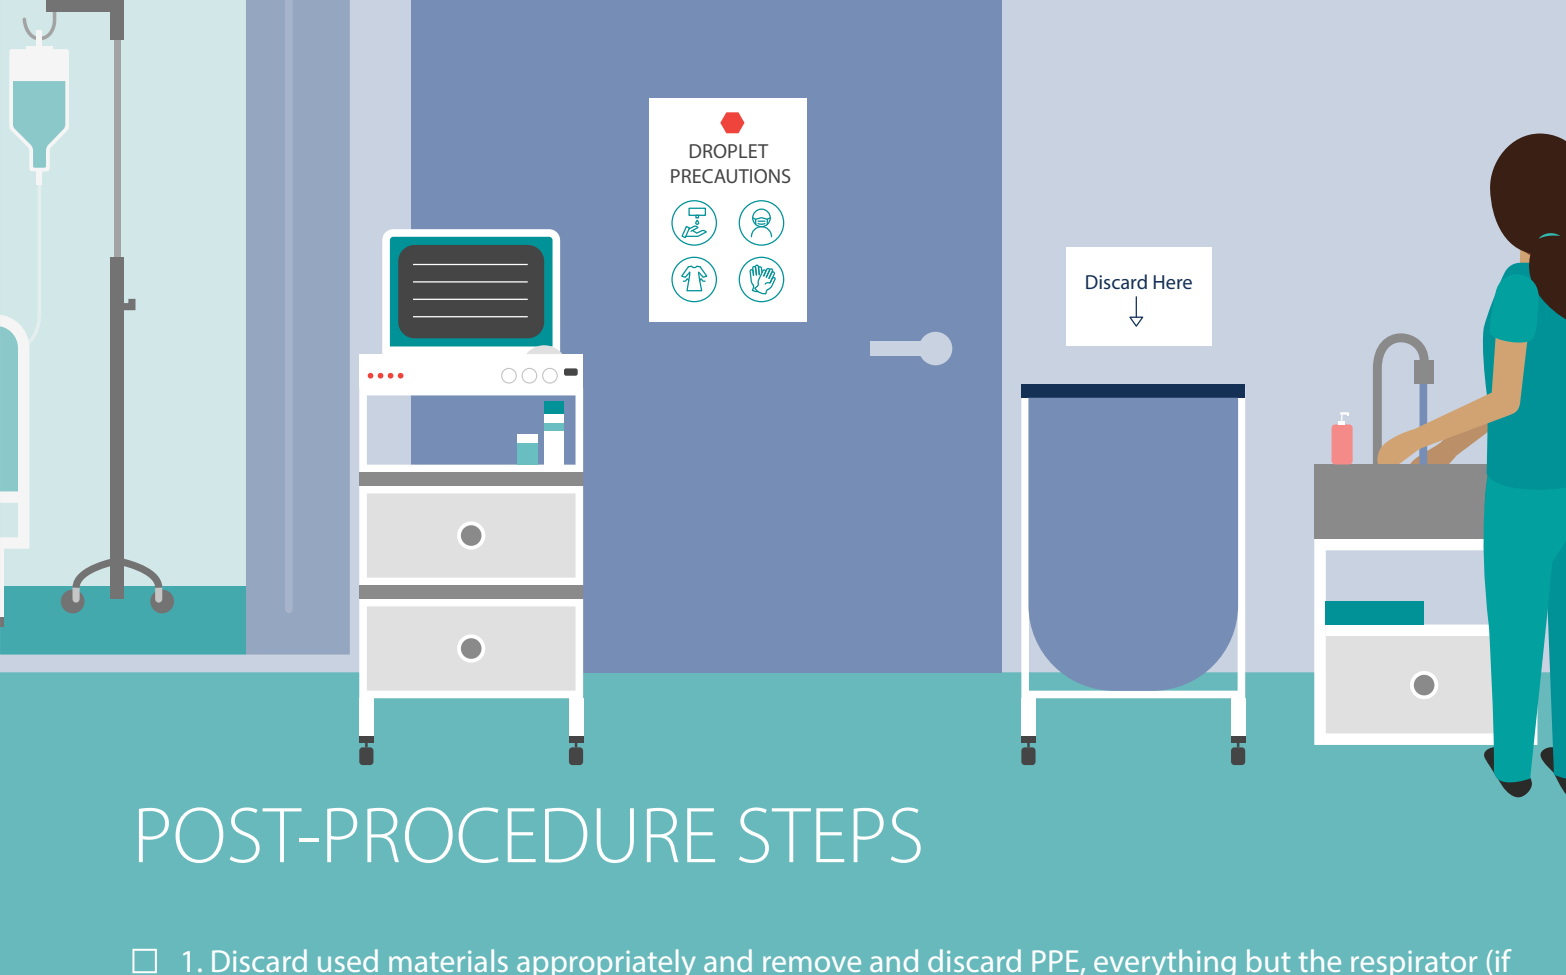 DROPLET
PRECAUTIONS
Discard Here
POST-PROCEDURE STEPS
1. Discard used materials appropriately and remove and discard PPE, everything but the respirator (if